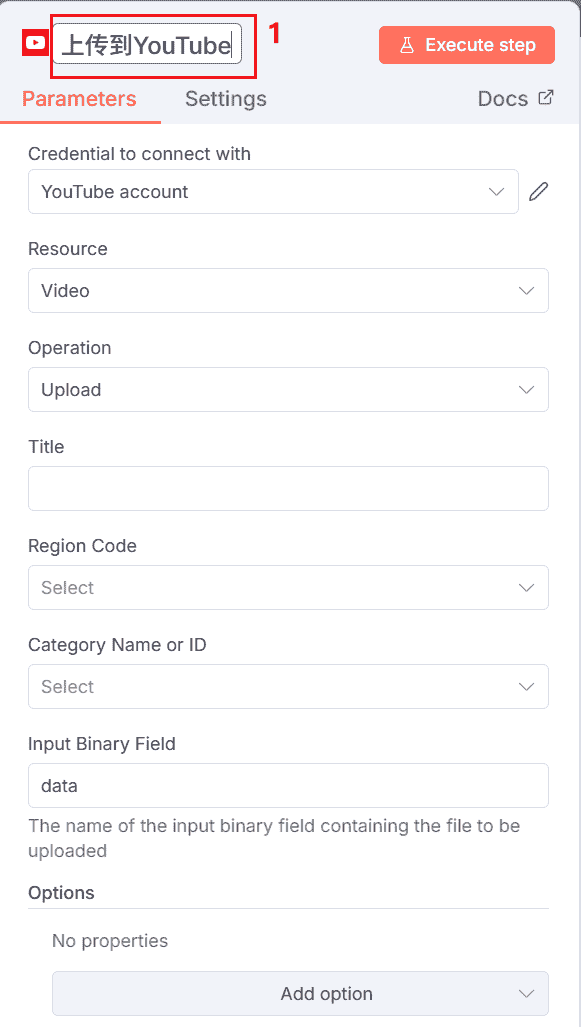 上传到YouTube
1
Execute step
Parameters
Settings
Docs
Credential to connect with
YouTube account
Resource
Video
Operation
Upload
Title
Region Code
Select
Category Name or ID
Select
Input Binary Field
data
The name of the input binary field containing the file to be
uploaded
Options
No properties
Add option